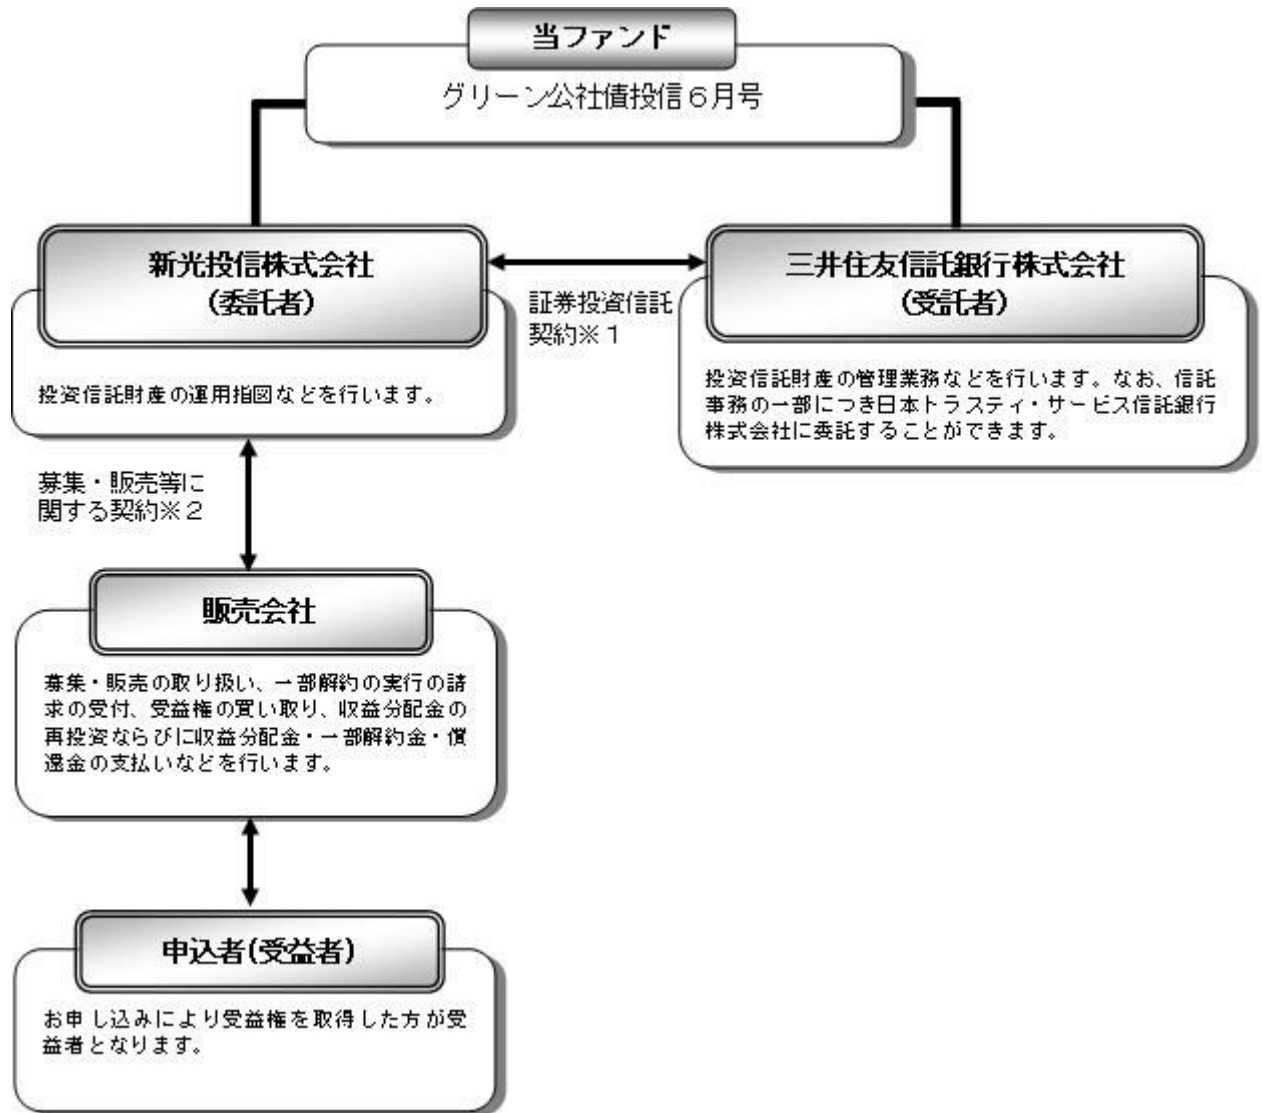 当ファンド
グリーン公社債投信６月号
新光投信株式会社
(委託者)
投資信託財産の運用指図などを行います。
証券投資信託
契約※１
三井住友信託銀行株式会社
(受託者)
投資信託財産の管理業務などを行います。なお、信託
事務の一部につき日本トラスティ・サービス信託銀行
株式会社に委託することができます。
募集・販売等に
関する契約※２
販売会社
募集・販売の取り扱い、一部解約の実行の請
求の受付、受益権の買い取り、収益分配金の
再投資ならびに収益分配金・一部解約金・償
還金の支払いなどを行います。
申込者(受益者)
お申し込みにより受益権を取得した方が受
益者となります。